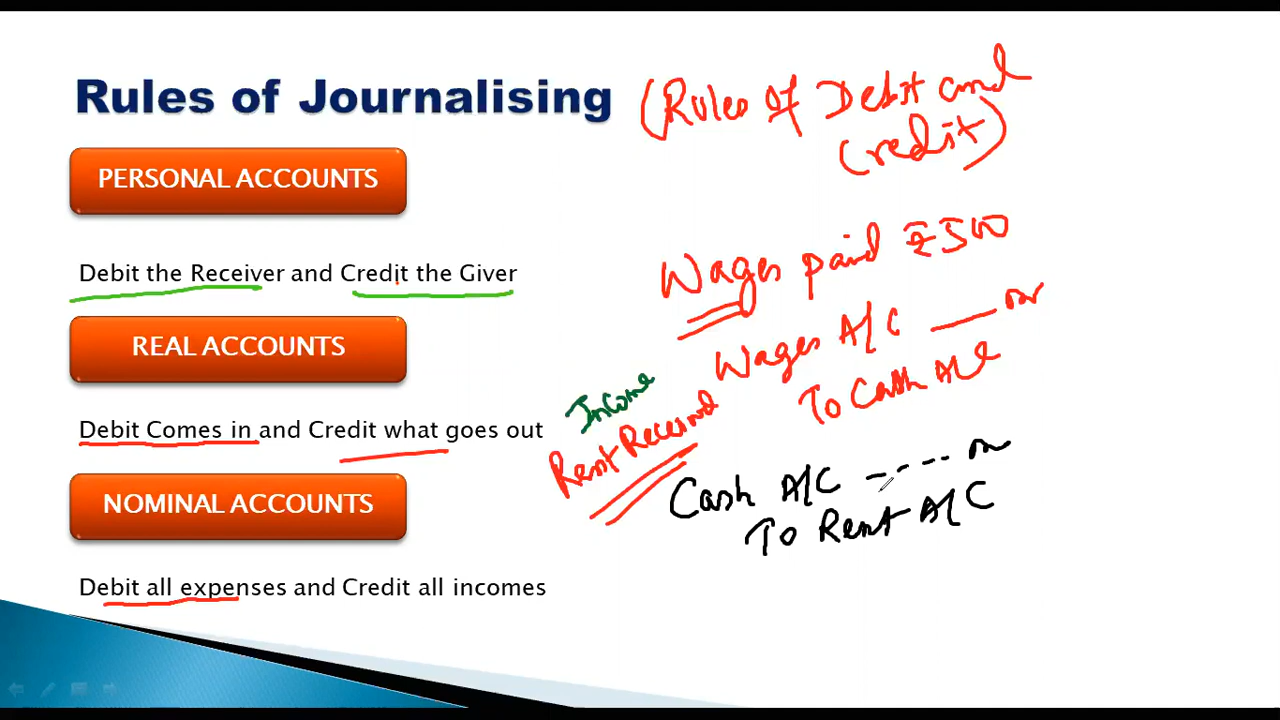 Rules of Journalising
(Rules of Debit and
Credit)
PERSONAL ACCOUNTS
Debit the Receiver and Credit the Giver
REAL ACCOUNTS
Debit Comes in and Credit what goes out
NOMINAL ACCOUNTS
Debit all expenses and Credit all incomes
Wages paid ₹500
Wages A/C ___ Dr
To Cash A/c
Income
Rent Received
Cash A/C ---- Dr
To Rent A/C